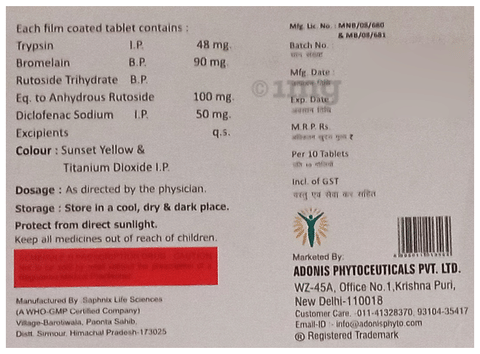 Each film coated tablet contains :
Trypsin I.P. 48 mg.
Bromelain B.P. 90 mg.
Rutoside Trihydrate B.P.
Eq. to Anhydrous Rutoside 100 mg.
Diclofenac Sodium I.P. 50 mg.
Excipients q.s.
Colour : Sunset Yellow &
Titanium Dioxide I.P.
Dosage : As directed by the physician.
Storage : Store in a cool, dry & dark place.
Protect from direct sunlight.
Keep all medicines out of reach of children.
Manufactured By :Saphnix Life Sciences
(A WHO-GMP Certified Company)
Village-Barotiwala, Paonta Sahib,
Distt. Sirmour. Himachal Pradesh-173025
Mfg. Lic. No. : MNB/08/680
& MB/08/681
Batch No.
Mfg. Date :
Exp. Date
M.R.P. Rs.
Per 10 Tablets
Incl. of GST
वस्तु एवं सेवा कर सहित
1mg
Marketed By:
ADONIS PHYTOCEUTICALS PVT. LTD.
WZ-45A, Office No.1,Krishna Puri,
New Delhi-110018
Customer Care. -011-41328370, 93104-35417
Email-ID :- info@adonisphyto.com
® Registered Trademark